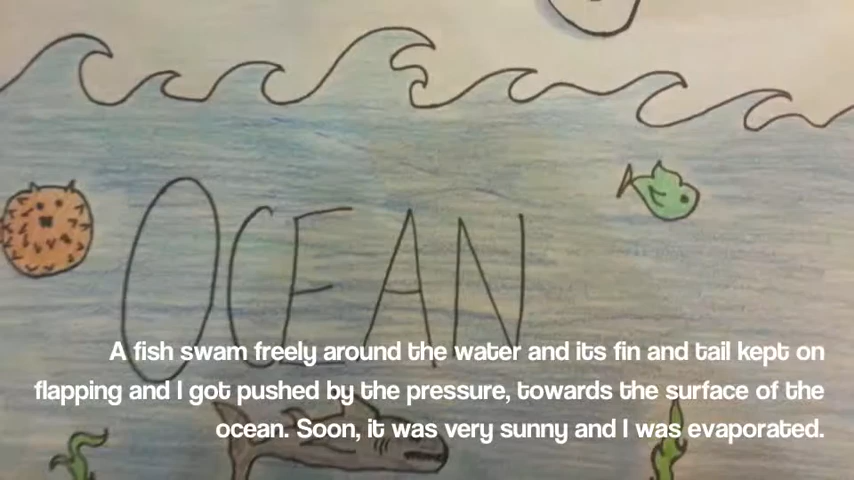 OCEAN
A fish swam freely around the water and its fin and tail kept on
flapping and I got pushed by the pressure, towards the surface of the
ocean. Soon, it was very sunny and I was evaporated.